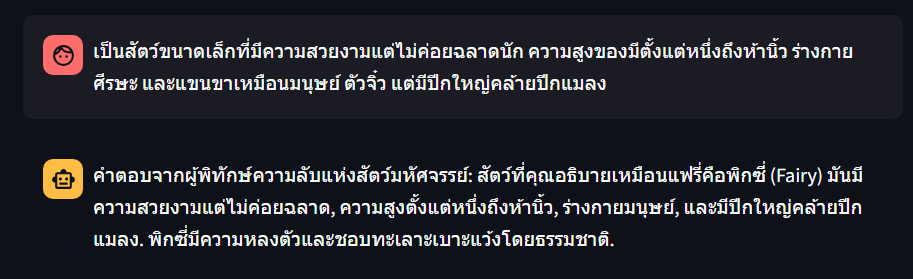 เป็นสัตว์ขนาดเล็กที่มีความสวยงามแต่ไม่ค่อยฉลาดนัก ความสูงของมีตั้งแต่หนึ่งถึงห้านิ้ว ร่างกาย
ศีรษะ และแขนขาเหมือนมนุษย์ ตัวจิ๋ว แต่มีปีกใหญ่คล้ายปีกแมลง
คำตอบจากผู้พิทักษ์ความลับแห่งสัตว์มหัศจรรย์: สัตว์ที่คุณอธิบายเหมือนแฟรี่คือพิกซี่ (Fairy) มันมี
ความสวยงามแต่ไม่ค่อยฉลาด, ความสูงตั้งแต่หนึ่งถึงห้านิ้ว, ร่างกายมนุษย์, และมีปีกใหญ่คล้ายปีก
แมลง. พิกซี่มีความหลงตัวและชอบทะเลาะเบาะแว้งโดยธรรมชาติ.